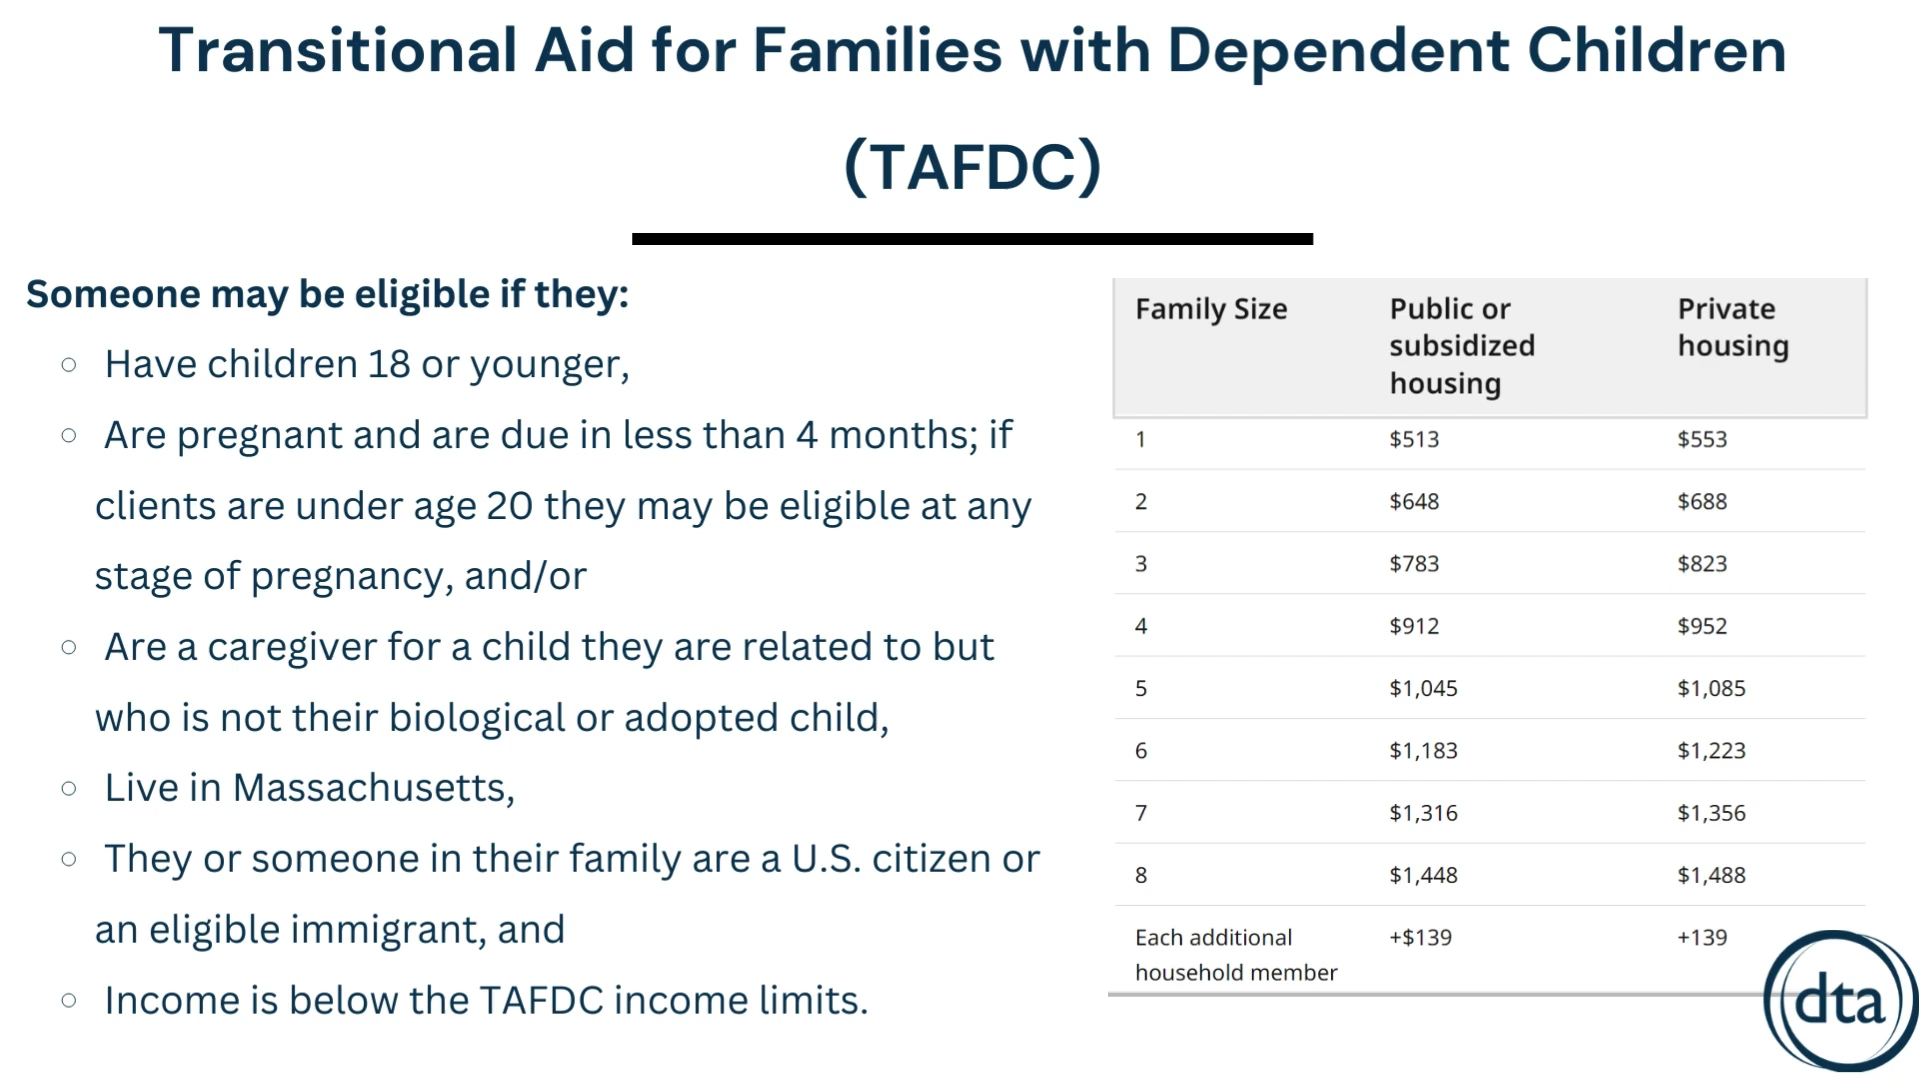 Transitional Aid for Families with Dependent Children
(TAFDC)
Someone may be eligible if they:
○ Have children 18 or younger,
○ Are pregnant and are due in less than 4 months; if
clients are under age 20 they may be eligible at any
stage of pregnancy, and/or
○ Are a caregiver for a child they are related to but
who is not their biological or adopted child,
○ Live in Massachusetts,
○ They or someone in their family are a U.S. citizen or
an eligible immigrant, and
○ Income is below the TAFDC income limits.
Family Size Public or subsidized housing Private housing
1 $513 $553
2 $648 $688
3 $783 $823
4 $912 $952
5 $1,045 $1,085
6 $1,183 $1,223
7 $1,316 $1,356
8 $1,448 $1,488
Each additional household member +$139 +139
dta